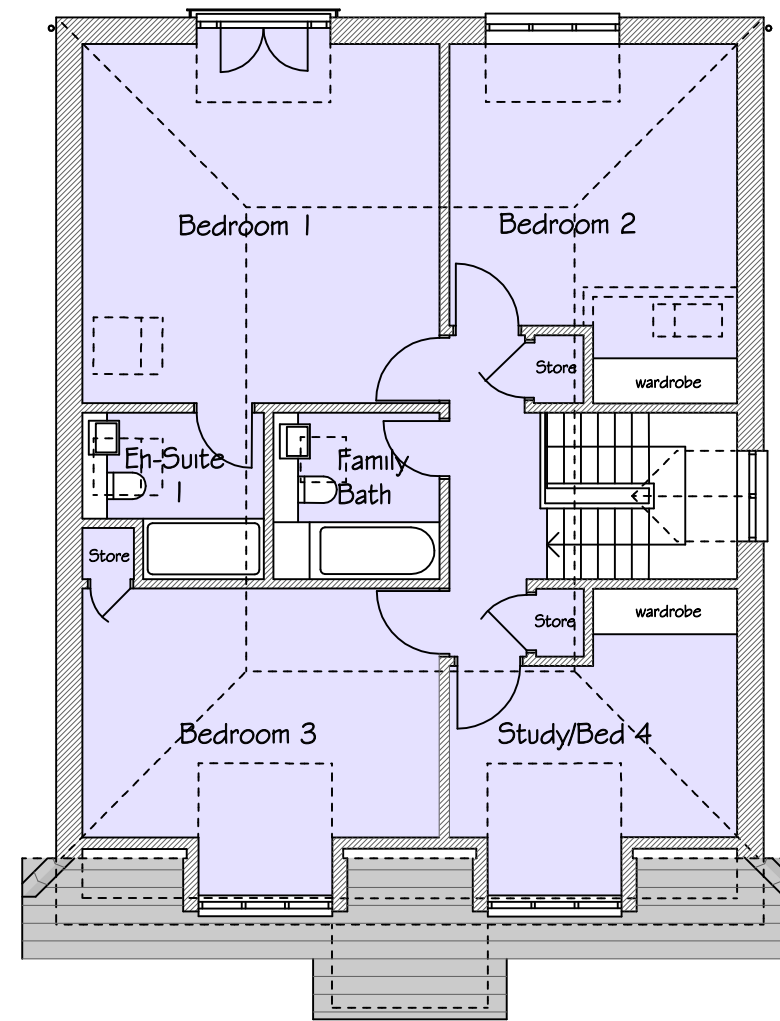 Bedroom 1
Bedroom 2
Store
wardrobe
En-Suite
1
Family
Bath
Store
Store
wardrobe
Bedroom 3
Study/Bed 4